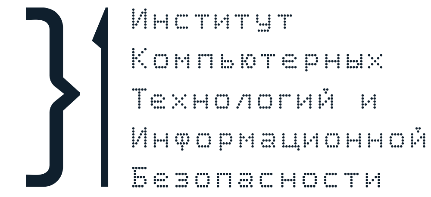 Институт
Компьютерных
Технологий и
Информационной
Безопасности